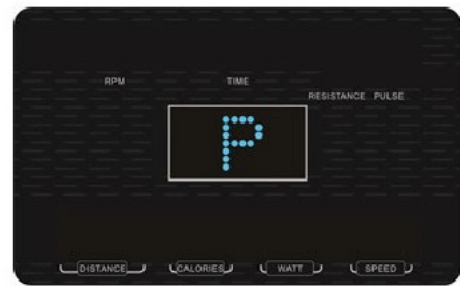 RPM TIME
RESISTANCE PULSE
P
DISTANCE CALORIES WATT SPEED